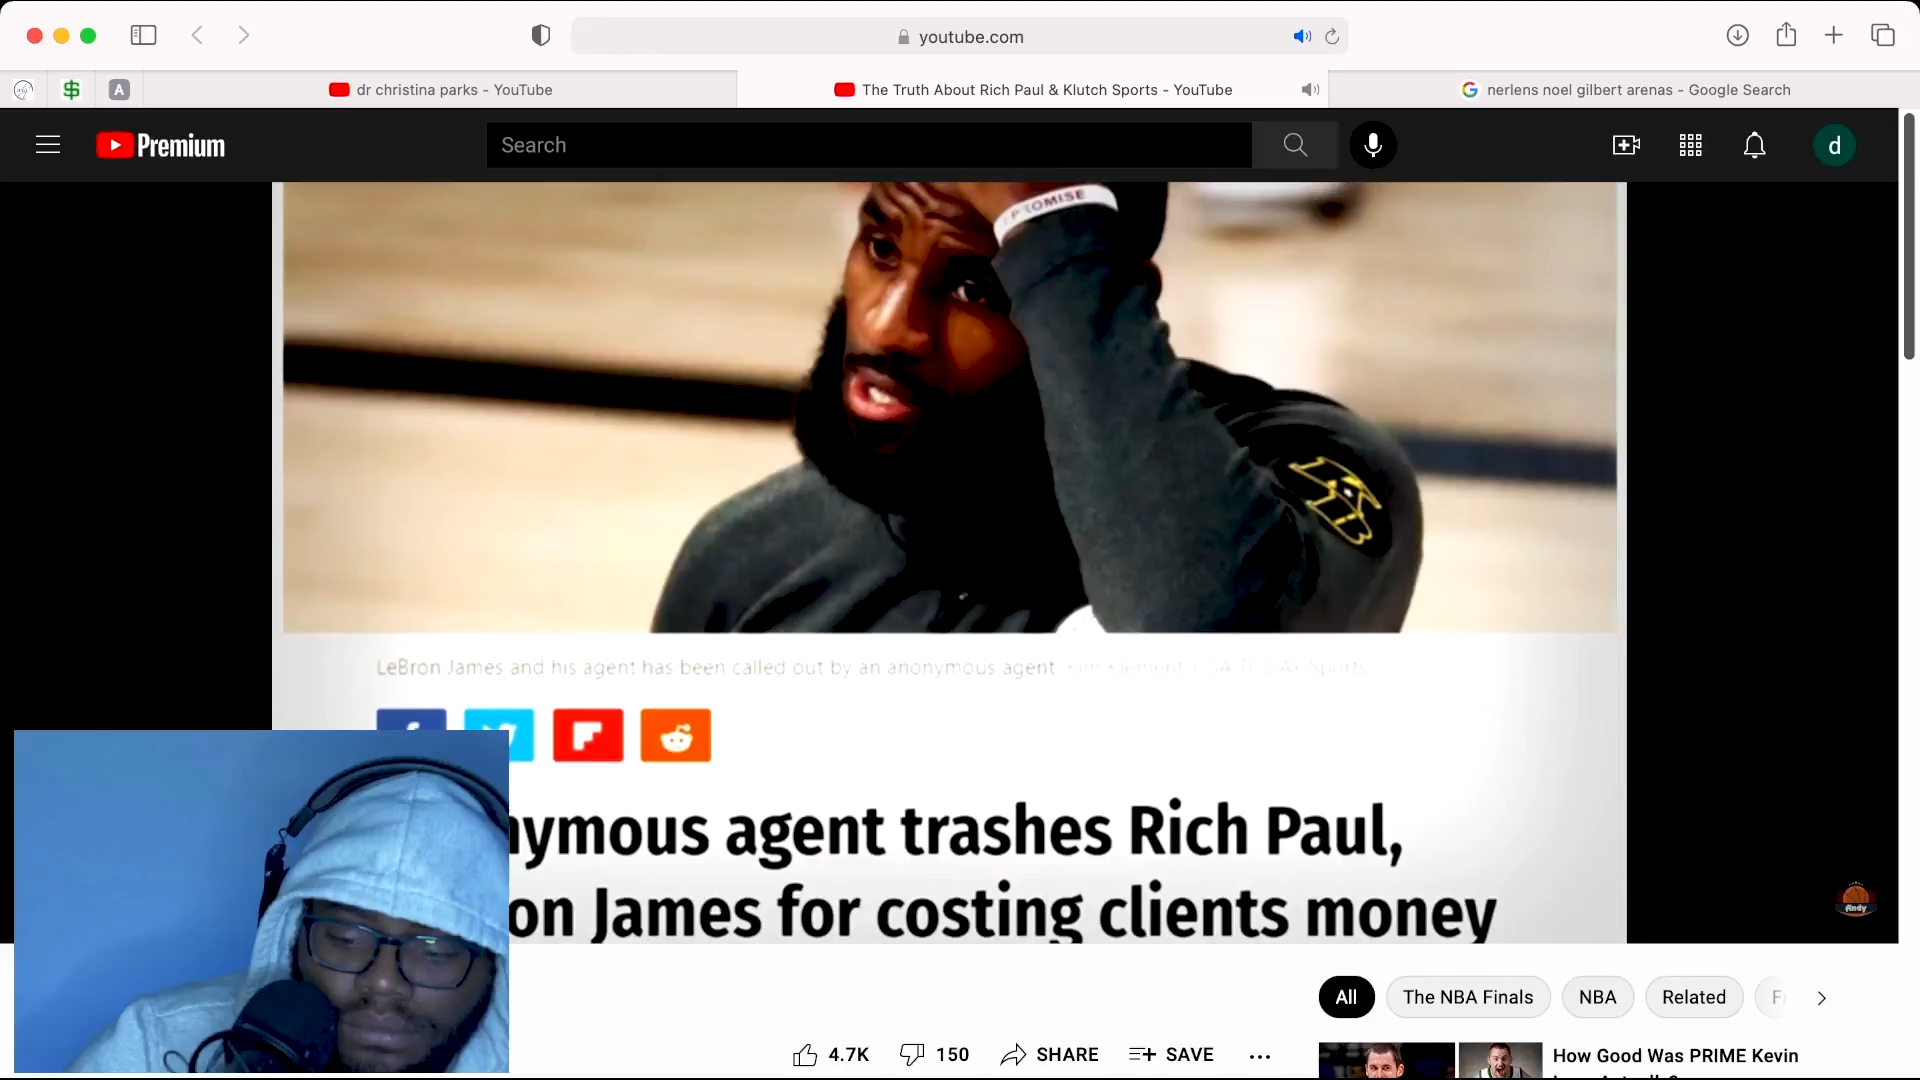 youtube.com
A
dr christina parks - YouTube
The Truth About Rich Paul & Klutch Sports - YouTube
nerlens noel gilbert arenas - Google Search
Premium
Search
d
PROMISE
LeBron James and his agent has been called out by an anonymous agent
Sports
nymous agent trashes Rich Paul,
on James for costing clients money
Andy
All
The NBA Finals
NBA
Related
4.7K
150
SHARE
SAVE
How Good Was PRIME Kevin